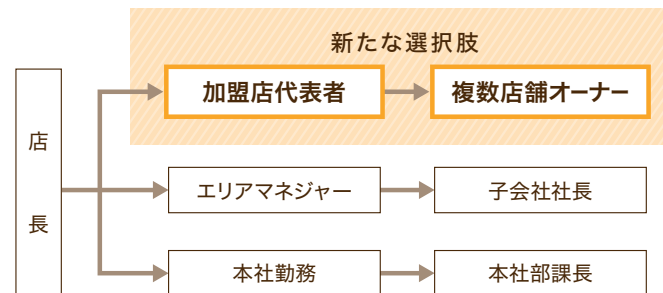 新たな選択肢
店長
加盟店代表者
複数店舗オーナー
エリアマネジャー
子会社社長
本社勤務
本社部課長